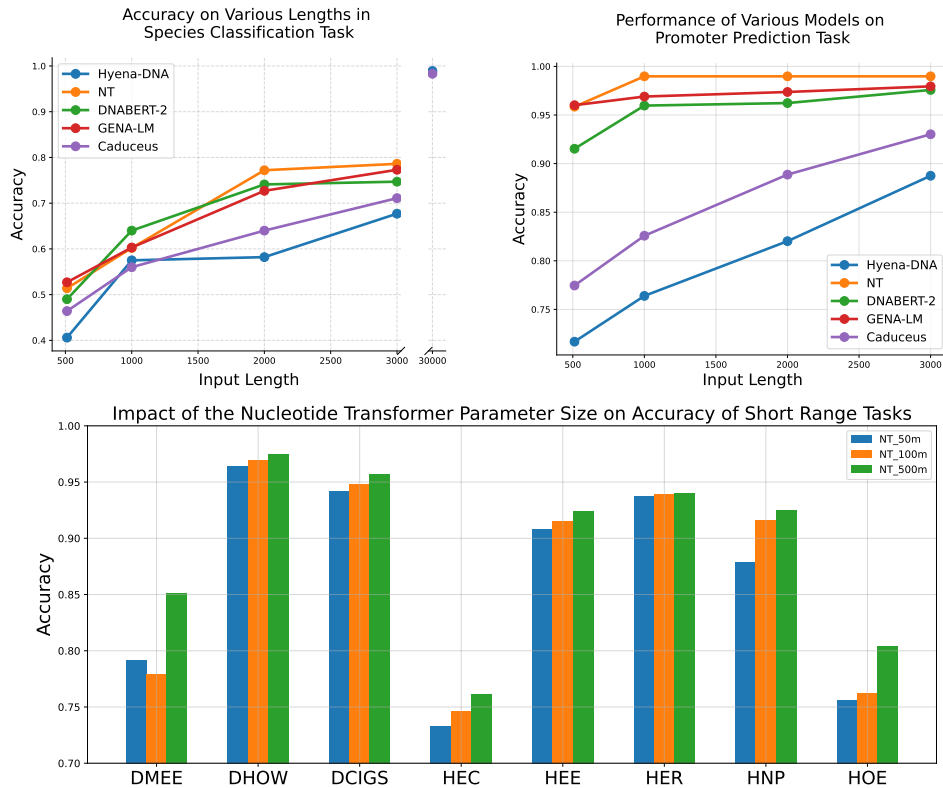 Accuracy on Various Lengths in
Species Classification Task
1.0
0.9
0.8
0.7
0.6
0.5
0.4
Accuracy
Hyena-DNA
NT
DNABERT-2
GENA-LM
Caduceus
500
1000
1500
2000
2500
3000
30000
Input Length
Performance of Various Models on
Promoter Prediction Task
1.00
0.95
0.90
0.85
0.80
0.75
Accuracy
Hyena-DNA
NT
DNABERT-2
GENA-LM
Caduceus
500
1000
1500
2000
2500
3000
Input Length
Impact of the Nucleotide Transformer Parameter Size on Accuracy of Short Range Tasks
1.00
0.95
0.90
0.85
0.80
0.75
0.70
Accuracy
NT_50m
NT_100m
NT_500m
DMEE
DHOW
DCIGS
HEC
HEE
HER
HNP
HOE